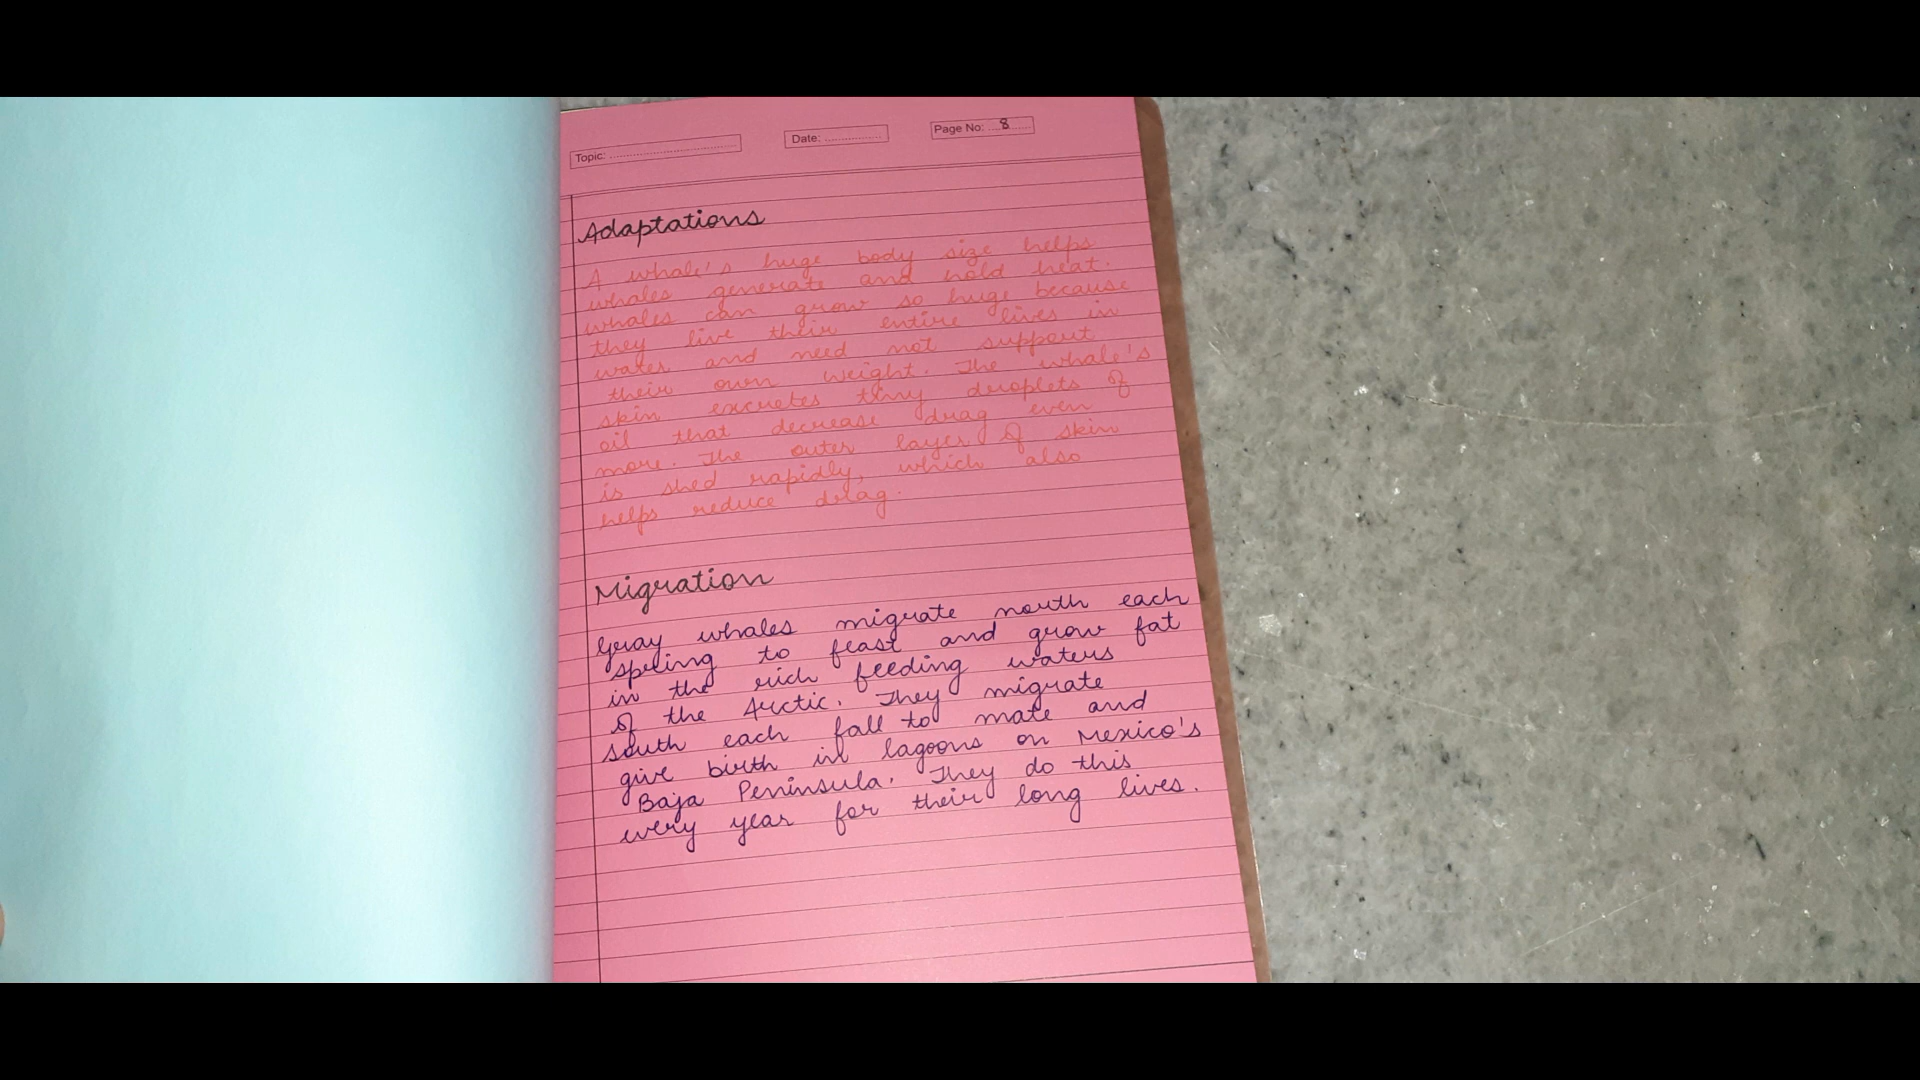 Topic: ........................
Date: ................
Page No: ....8.......
Adaptations
A whale's huge body size helps
whales generate and hold heat.
whales can grow so huge because
they live their entire lives in
water and need not support
their own weight. The whale's
skin excretes tiny droplets of
oil that decrease drag even
more. The outer layer of skin
is shed rapidly, which also
helps reduce drag.
Migration
Gray whales migrate north each
spring to feast and grow fat
in the rich feeding waters
of the Arctic. They migrate
south each fall to mate and
give birth in lagoons on Mexico's
Baja Peninsula. They do this
every year for their long lives.